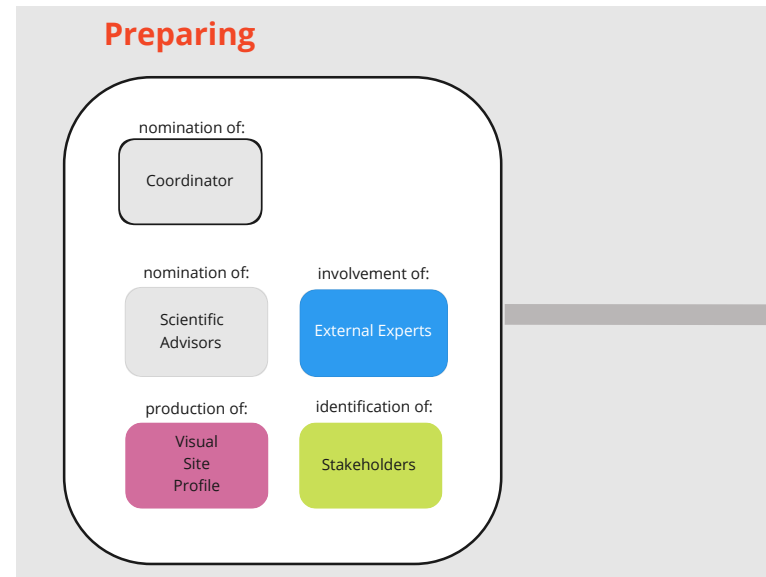 Preparing
nomination of:
Coordinator
nomination of:
Scientific
Advisors
involvement of:
External Experts
production of:
Visual
Site
Profile
identification of:
Stakeholders